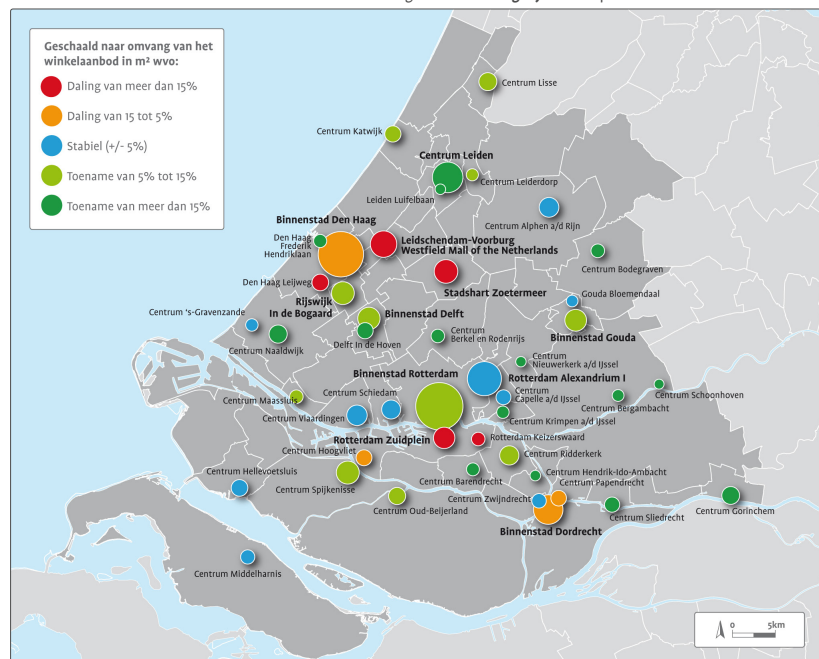 Geschaald naar omvang van het
winkelaanbod in m² wvo:
Daling van meer dan 15%
Daling van 15 tot 5%
Stabiel (+/- 5%)
Toename van 5% tot 15%
Toename van meer dan 15%
Centrum Lisse
Centrum Katwijk
Centrum Leiden
Centrum Leiderdorp
Leiden Luifelbaan
Centrum Alphen a/d Rijn
Binnenstad Den Haag
Den Haag
Frederik
Hendriklaan
Leidschendam-Voorburg
Westfield Mall of the Netherlands
Centrum Bodegraven
Den Haag Leijweg
Stadshart Zoetermeer
Rijswijk
In de Bogaard
Gouda Bloemendaal
Centrum ‘s-Gravenzande
Binnenstad Delft
Binnenstad Gouda
Centrum Naaldwijk
Delft In de Hoven
Centrum
Berkel en Rodenrijs
Centrum
Nieuwerkerk a/d IJssel
Binnenstad Rotterdam
Rotterdam Alexandrium I
Centrum Schoonhoven
Centrum Maassluis
Centrum Schiedam
Centrum
Capelle a/d IJssel
Centrum Bergambacht
Centrum Vlaardingen
Centrum Krimpen a/d IJssel
Rotterdam Zuidplein
Rotterdam Keizerswaard
Centrum Hoogvliet
Centrum Ridderkerk
Centrum Hellevoetsluis
Centrum Spijkenisse
Centrum Barendrecht
Centrum Hendrik-Ido-Ambacht
Centrum Papendrecht
Centrum Zwijndrecht
Centrum Oud-Beijerland
Centrum Sliedrecht
Centrum Gorinchem
Binnenstad Dordrecht
Centrum Middelharnis
0 5km